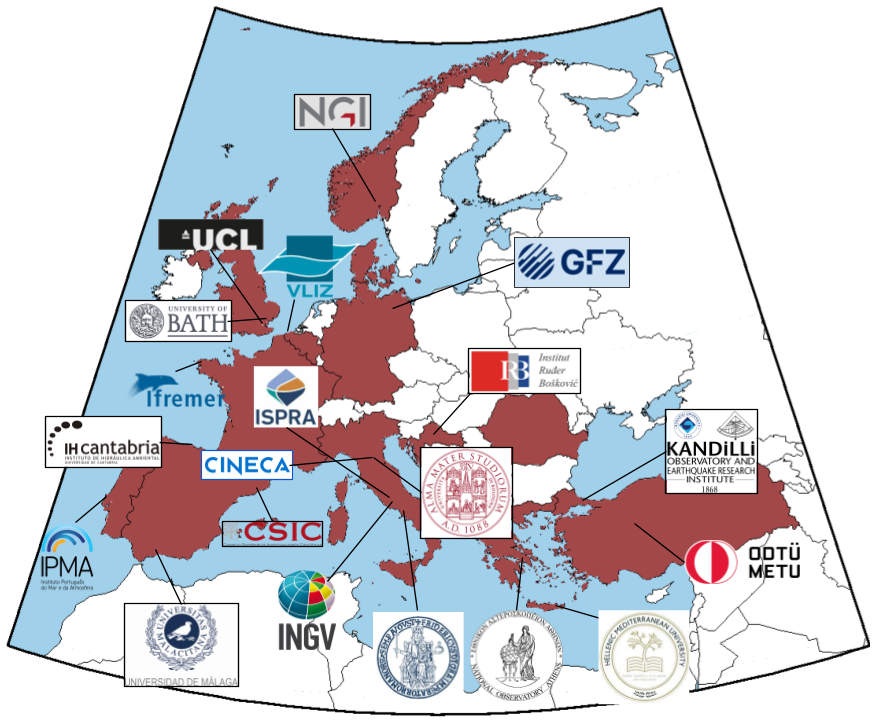 NGI
UCL
VLIZ
GFZ
UNIVERSITY OF
BATH
Ifremer
ISPRA
RB
Institut
Ruđer
Bošković
IHcantabria
INSTITUTO DE HIDRÁULICA AMBIENTAL
UNIVERSIDAD DE CANTABRIA
CINECA
ALMA MATER STUDIORUM
A.D. 1088
KANDiLLi
OBSERVATORY AND
EARTHQUAKE RESEARCH
INSTITUTE
1868
CSIC
IPMA
Instituto Português
do Mar e da Atmosfera
ODTÜ
METU
INGV
UNIVERSITAS
MALACITANA
UNIVERSIDAD DE MÁLAGA
NATIONAL OBSERVATORY ATHENS
HELLENIC MEDITERRANEAN UNIVERSITY